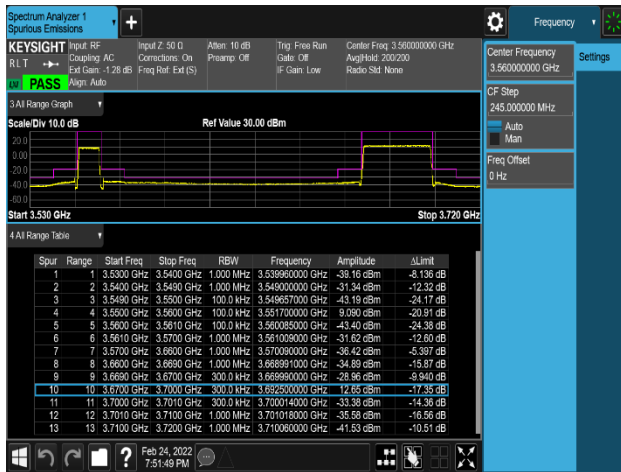 Spectrum Analyzer 1
Spurious Emissions
Frequency
KEYSIGHT Input: RF Input Z: 50 Ω Atten: 10 dB Trig: Free Run Center Freq: 3.560000000 GHz
RLT Coupling: AC Corrections: On Preamp: Off Gate: Off Avg|Hold: 200/200
Ext Gain: -1.28 dB Freq Ref: Ext (S) IF Gain: Low Radio Std: None
PASS Align: Auto
Center Frequency
3.560000000 GHz
Settings
CF Step
245.000000 MHz
Auto
Man
Freq Offset
0 Hz
3 All Range Graph
Scale/Div 10.0 dB Ref Value 30.00 dBm
20.0
0.00
-20.0
-40.0
-60.0
Start 3.530 GHz Stop 3.720 GHz
4 All Range Table
Spur Range Start Freq Stop Freq RBW Frequency Amplitude ΔLimit
1 1 3.5300 GHz 3.5400 GHz 1.000 MHz 3.539960000 GHz -39.16 dBm -8.136 dB
2 2 3.5400 GHz 3.5490 GHz 1.000 MHz 3.549000000 GHz -31.34 dBm -12.32 dB
3 3 3.5490 GHz 3.5500 GHz 100.0 kHz 3.549657000 GHz -43.19 dBm -24.17 dB
4 4 3.5500 GHz 3.5600 GHz 100.0 kHz 3.551700000 GHz 9.090 dBm -20.91 dB
5 5 3.5600 GHz 3.5610 GHz 100.0 kHz 3.560085000 GHz -43.40 dBm -24.38 dB
6 6 3.5610 GHz 3.5700 GHz 1.000 MHz 3.561009000 GHz -31.62 dBm -12.60 dB
7 7 3.5700 GHz 3.6600 GHz 1.000 MHz 3.570090000 GHz -36.42 dBm -5.397 dB
8 8 3.6600 GHz 3.6690 GHz 1.000 MHz 3.668991000 GHz -34.89 dBm -15.87 dB
9 9 3.6690 GHz 3.6700 GHz 300.0 kHz 3.669990000 GHz -28.96 dBm -9.940 dB
10 10 3.6700 GHz 3.7000 GHz 300.0 kHz 3.692500000 GHz 12.65 dBm -17.35 dB
11 11 3.7000 GHz 3.7010 GHz 300.0 kHz 3.700014000 GHz -33.38 dBm -14.36 dB
12 12 3.7010 GHz 3.7100 GHz 1.000 MHz 3.701018000 GHz -35.58 dBm -16.56 dB
13 13 3.7100 GHz 3.7200 GHz 1.000 MHz 3.710060000 GHz -41.53 dBm -10.51 dB
Feb 24, 2022
7:51:49 PM